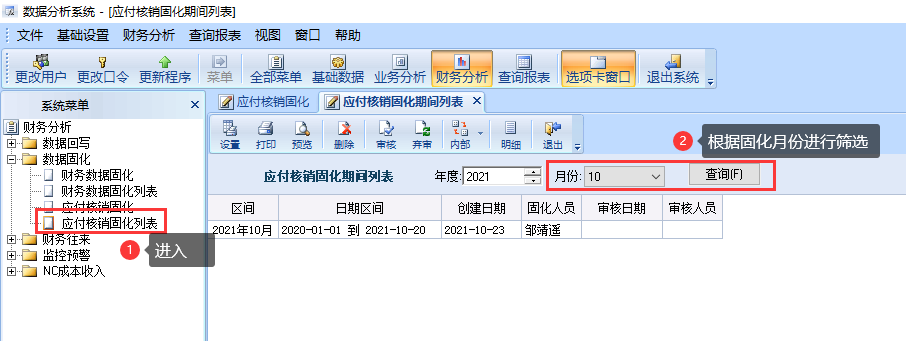 数据分析系统 - [应付核销固化期间列表]
文件 基础设置 财务分析 查询报表 视图 窗口 帮助
更改用户 更改口令 更新程序 菜单 全部菜单 基础数据 业务分析 财务分析 查询报表 选项卡窗口 退出系统
系统菜单
应付核销固化 应付核销固化期间列表
财务分析
数据回写
数据固化
财务数据固化
财务数据固化列表
应付核销固化
应付核销固化列表
财务往来
监控预警
NC成本收入
1 进入
设置 打印 预览 删除 审核 弃审 内部 明细 退出
2 根据固化月份进行筛选
应付核销固化期间列表 年度: 2021 月份: 10 查询(F)
区间 日期区间 创建日期 固化人员 审核日期 审核人员
2021年10月 2020-01-01 到 2021-10-20 2021-10-23 邹靖遥